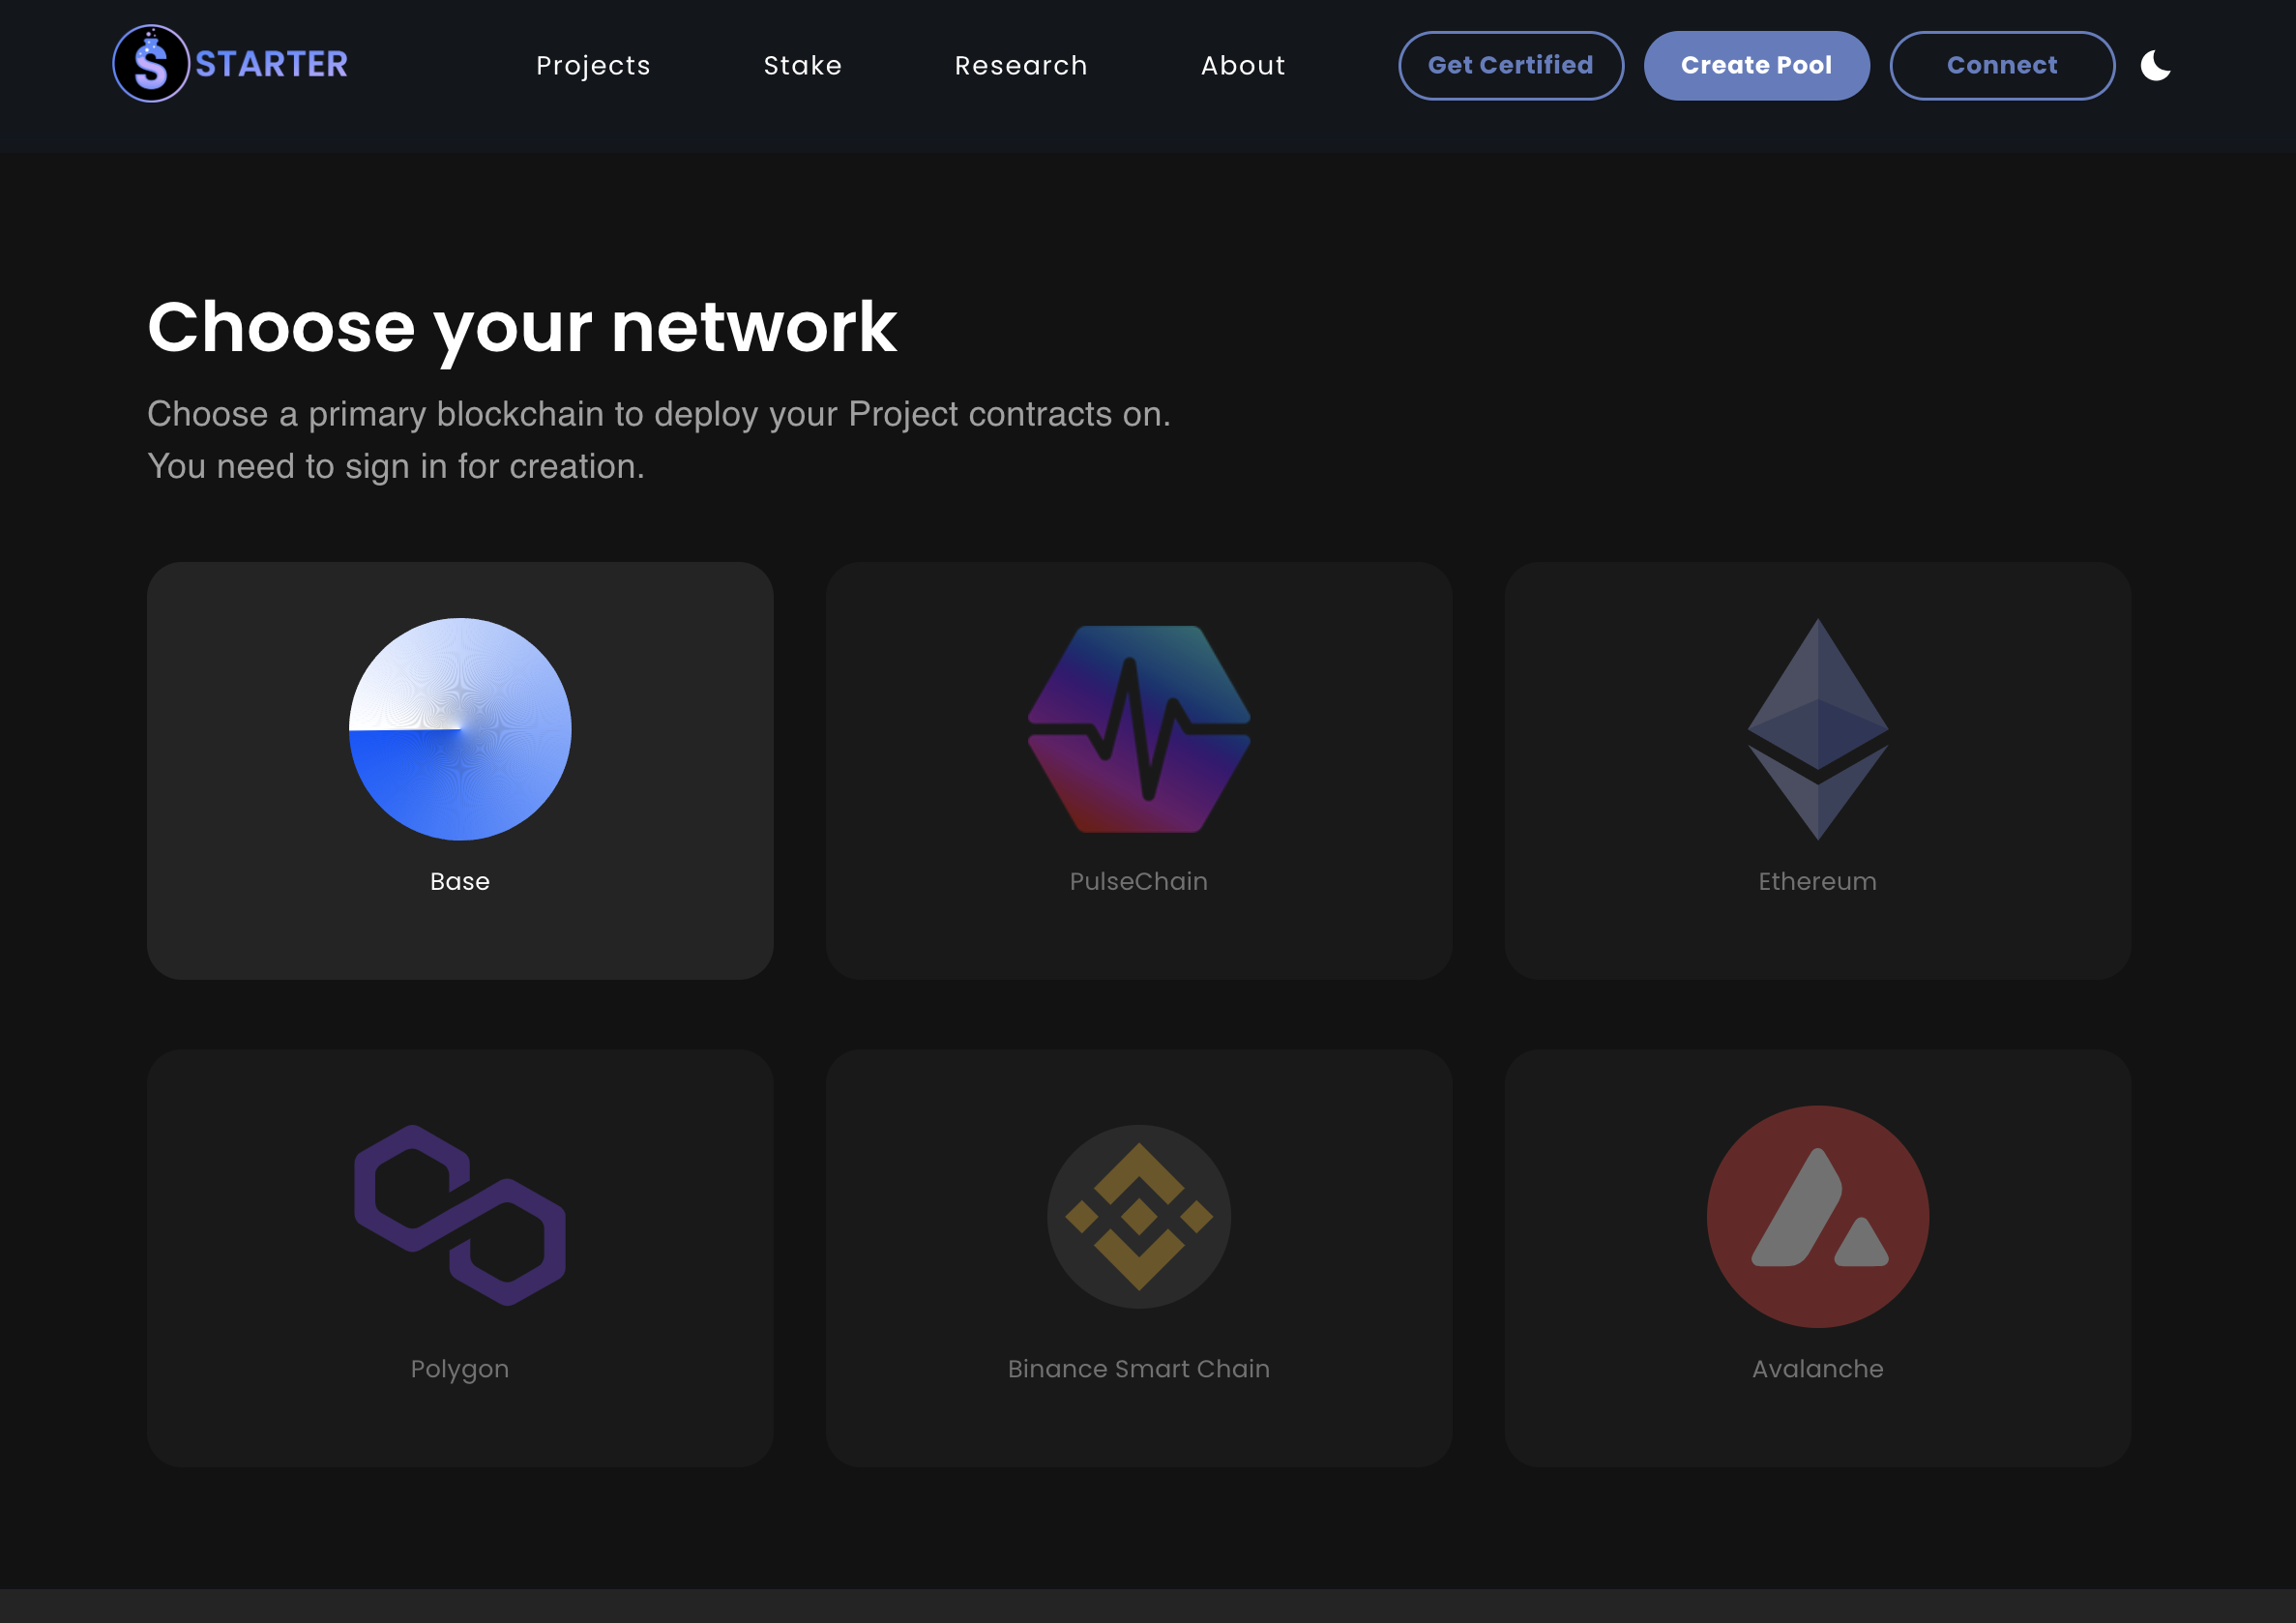 STARTER
Projects
Stake
Research
About
Get Certified
Create Pool
Connect
Choose your network
Choose a primary blockchain to deploy your Project contracts on.
You need to sign in for creation.
Base
PulseChain
Ethereum
Polygon
Binance Smart Chain
Avalanche